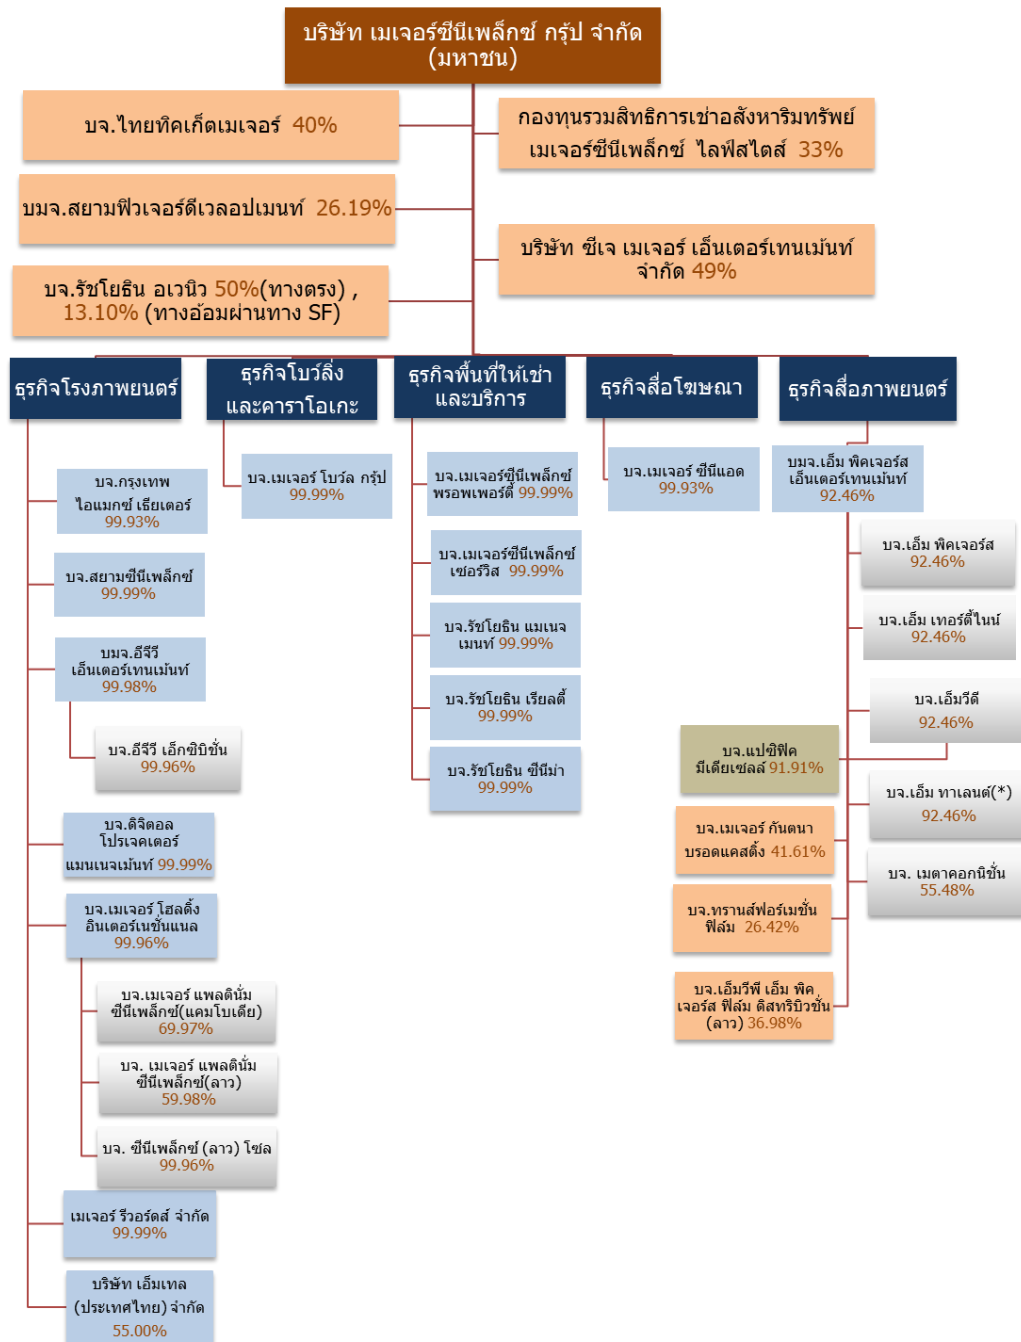 บริษัท เมเจอร์ซีนีเพล็กซ์ กรุ้ป จำกัด
(มหาชน)
บจ.ไทยทิคเก็ตเมเจอร์ 40%
กองทุนรวมสิทธิการเช่าอสังหาริมทรัพย์
เมเจอร์ซีนีเพล็กซ์ ไลฟ์สไตส์ 33%
บมจ.สยามฟิวเจอร์ดีเวลอปเมนท์ 26.19%
บริษัท ซีเจ เมเจอร์ เอ็นเตอร์เทนเม้นท์
จำกัด 49%
บจ.รัชโยธิน อเวนิว 50%(ทางตรง) ,
13.10% (ทางอ้อมผ่านทาง SF)
ธุรกิจโรงภาพยนตร์
ธุรกิจโบว์ลิ่ง
และคาราโอเกะ
ธุรกิจพื้นที่ให้เช่า
และบริการ
ธุรกิจสื่อโฆษณา
ธุรกิจสื่อภาพยนตร์
บจ.กรุงเทพ
ไอแมกซ์ เธียเตอร์
99.93%
บจ.สยามซีนีเพล็กซ์
99.99%
บมจ.อีจีวี
เอ็นเตอร์เทนเม้นท์
99.98%
บจ.อีจีวี เอ็กซิบิชั่น
99.96%
บจ.ดิจิตอล
โปรเจคเตอร์
แมนเนจเม้นท์ 99.99%
บจ.เมเจอร์ โฮลดิ้ง
อินเตอร์เนชั่นแนล
99.96%
บจ.เมเจอร์ แพลตินั่ม
ซีนีเพล็กซ์(แคมโบเดีย)
69.97%
บจ. เมเจอร์ แพลตินั่ม
ซีนีเพล็กซ์(ลาว)
59.98%
บจ. ซีนีเพล็กซ์ (ลาว) โซล
99.96%
เมเจอร์ รีวอร์ดส์ จำกัด
99.99%
บริษัท เอ็มเทล
(ประเทศไทย) จำกัด
55.00%
บจ.เมเจอร์ โบว์ล กรุ้ป
99.99%
บจ.เมเจอร์ซีนีเพล็กซ์
พรอพเพอร์ตี้ 99.99%
บจ.เมเจอร์ซีนีเพล็กซ์
เซอร์วิส 99.99%
บจ.รัชโยธิน แมเนจ
เมนท์ 99.99%
บจ.รัชโยธิน เรียลตี้
99.99%
บจ.รัชโยธิน ซีนีม่า
99.99%
บจ.เมเจอร์ ซีนีแอด
99.93%
บมจ.เอ็ม พิคเจอร์ส
เอ็นเตอร์เทนเม้นท์
92.46%
บจ.เอ็ม พิคเจอร์ส
92.46%
บจ.เอ็ม เทอร์ตี้ไนน์
92.46%
บจ.เอ็มวีดี
92.46%
บจ.แปซิฟิค
มีเดียเซลล์ 91.91%
บจ.เอ็ม ทาเลนต์(*)
92.46%
บจ.เมเจอร์ กันตนา
บรอดแคสติ้ง 41.61%
บจ. เมตาคอกนิชั่น
55.48%
บจ.ทรานส์ฟอร์เมชั่น
ฟิล์ม 26.42%
บจ.เอ็มวีพี เอ็ม พิค
เจอร์ส ฟิล์ม ดิสทริบิวชั่น
(ลาว) 36.98%